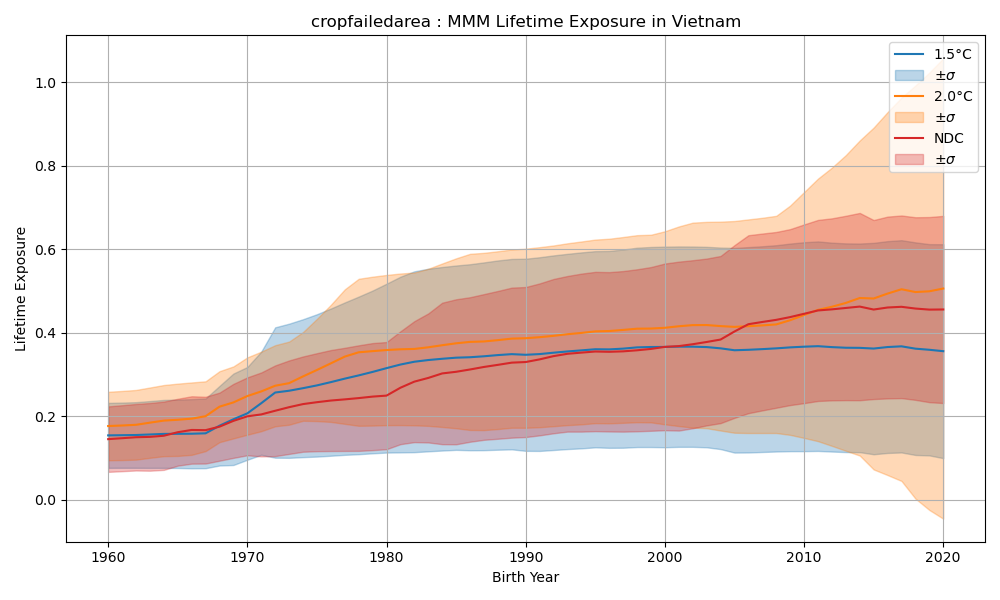 cropfailedarea : MMM Lifetime Exposure in Vietnam
1.5°C
±σ
2.0°C
±σ
NDC
±σ
Lifetime Exposure
1.0
0.8
0.6
0.4
0.2
0.0
1960 1970 1980 1990 2000 2010 2020
Birth Year